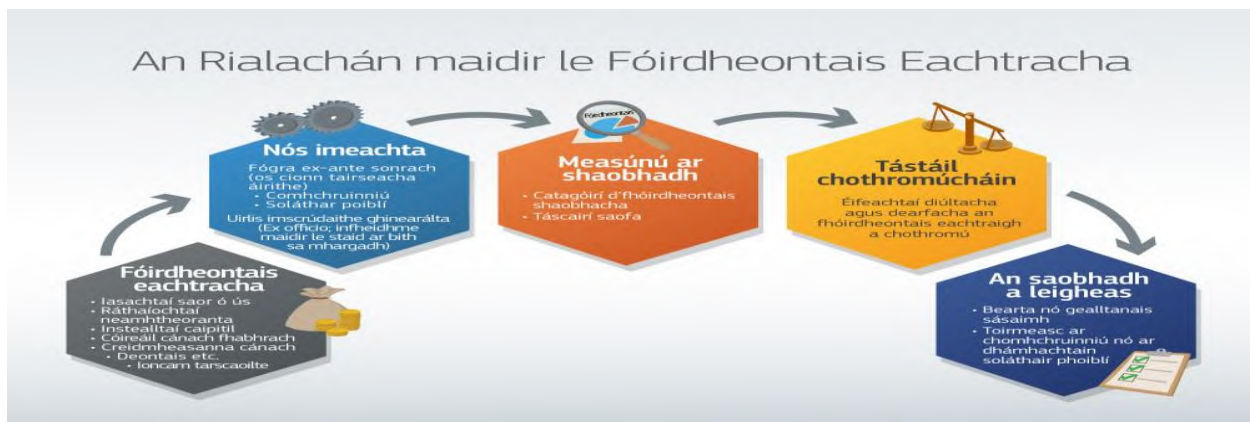 An Rialachán maidir le Fóirdheontais Eachtracha
Fóirdheontais
eachtracha
• Iasachtaí saor ó ús
• Ráthaíochtaí
neamhtheoranta
• Instealltaí caipitil
• Cóireáil cánach fhabhrach
• Creidmheasanna cánach
• Deontais etc.
• Ioncam tarscaoilte
Nós imeachta
Fógra ex-ante sonrach
(os cionn tairseacha
áirithe)
• Comhchruinniú
• Soláthar poiblí
Uirlis imscrúdaithe ghinearálta
(Ex officio; infheidhme
maidir le staid ar bith
sa mhargadh)
Fóirdheontan
Measúnú ar
shaobhadh
• Catagóirí d'fhóirdheontais
shaobhacha
• Táscairí saofa
Tástáil
chothromúcháin
Éifeachtaí diúltacha
agus dearfacha an
fhóirdheontais eachtraigh
a chothromú
An saobhadh
a leigheas
• Bearta nó gealltanais
sásaimh
• Toirmeasc ar
chomhchruinniú nó ar
dhámhachtain
soláthair phoiblí